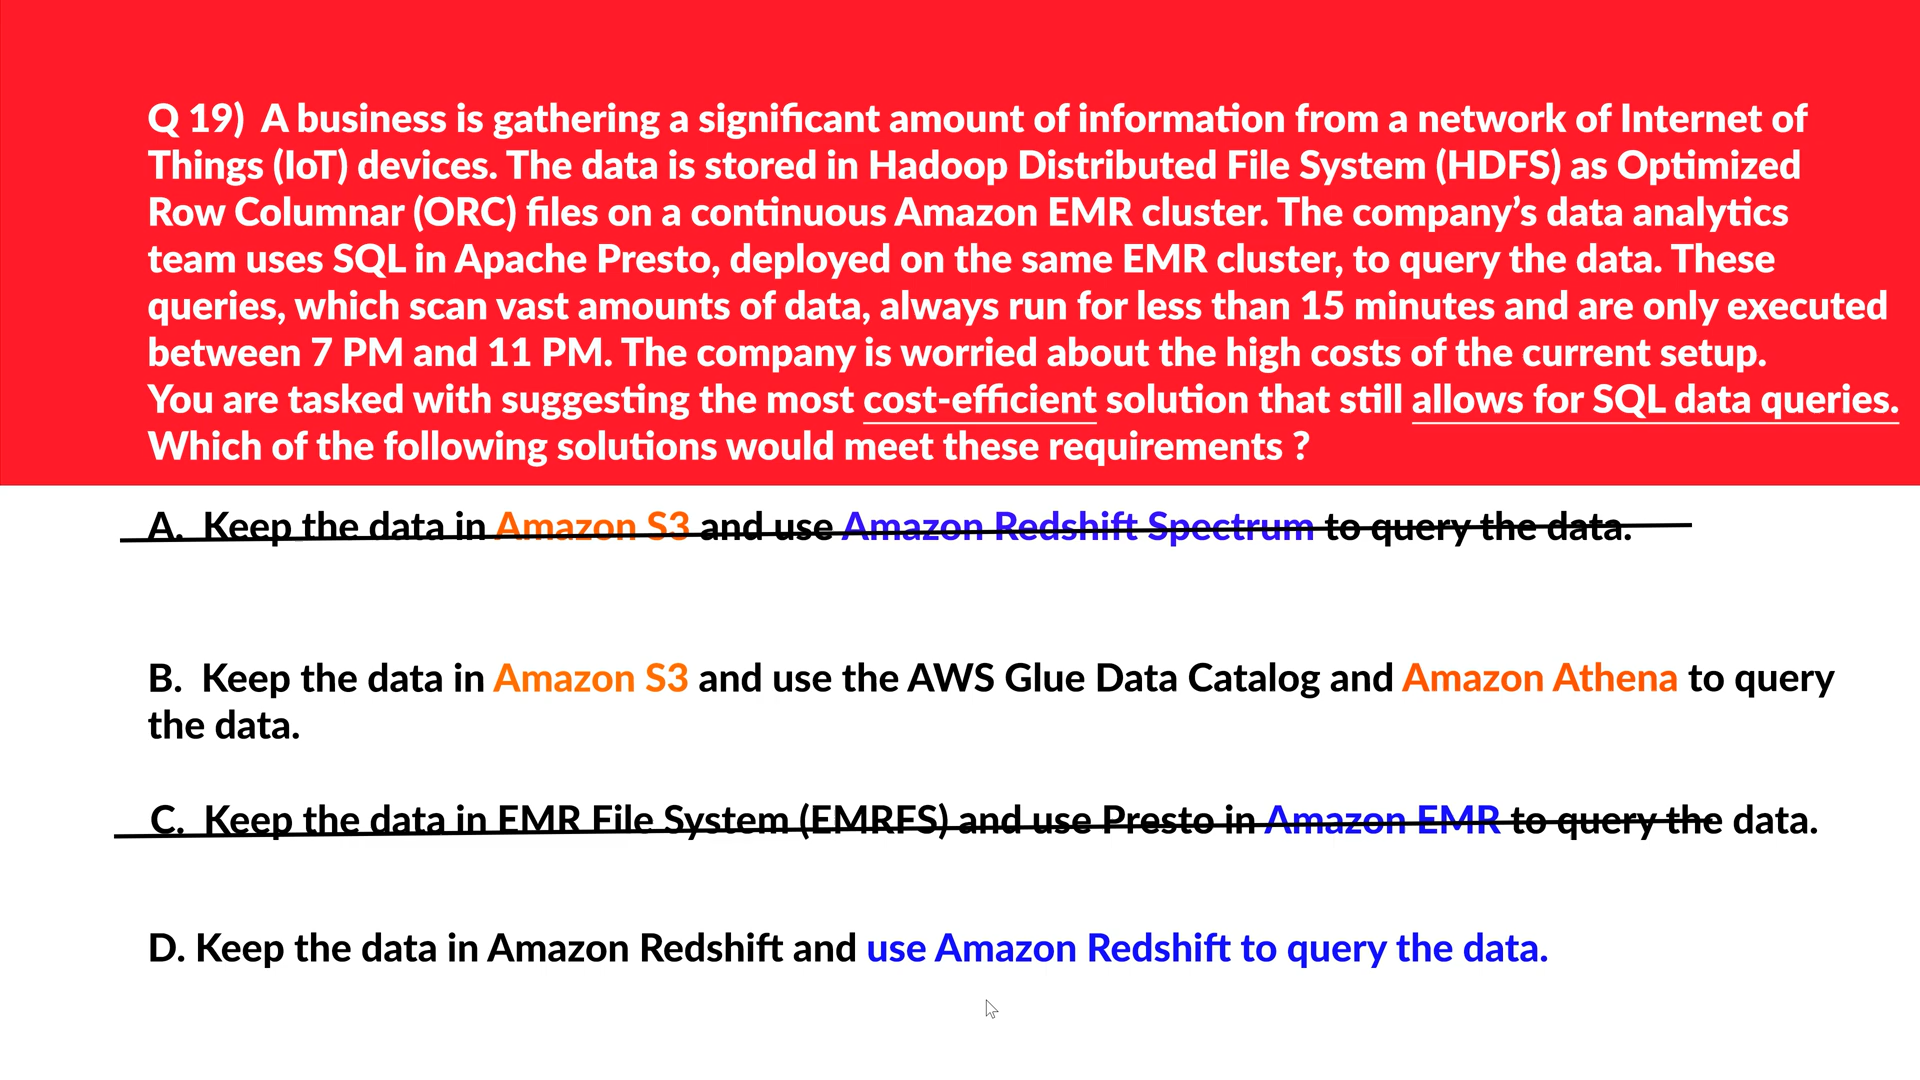 Q 19) A business is gathering a significant amount of information from a network of Internet of
Things (IoT) devices. The data is stored in Hadoop Distributed File System (HDFS) as Optimized
Row Columnar (ORC) files on a continuous Amazon EMR cluster. The company’s data analytics
team uses SQL in Apache Presto, deployed on the same EMR cluster, to query the data. These
queries, which scan vast amounts of data, always run for less than 15 minutes and are only executed
between 7 PM and 11 PM. The company is worried about the high costs of the current setup.
You are tasked with suggesting the most cost-efficient solution that still allows for SQL data queries.
Which of the following solutions would meet these requirements ?
A. Keep the data in Amazon S3 and use Amazon Redshift Spectrum to query the data.
B. Keep the data in Amazon S3 and use the AWS Glue Data Catalog and Amazon Athena to query
the data.
C. Keep the data in EMR File System (EMRFS) and use Presto in Amazon EMR to query the data.
D. Keep the data in Amazon Redshift and use Amazon Redshift to query the data.